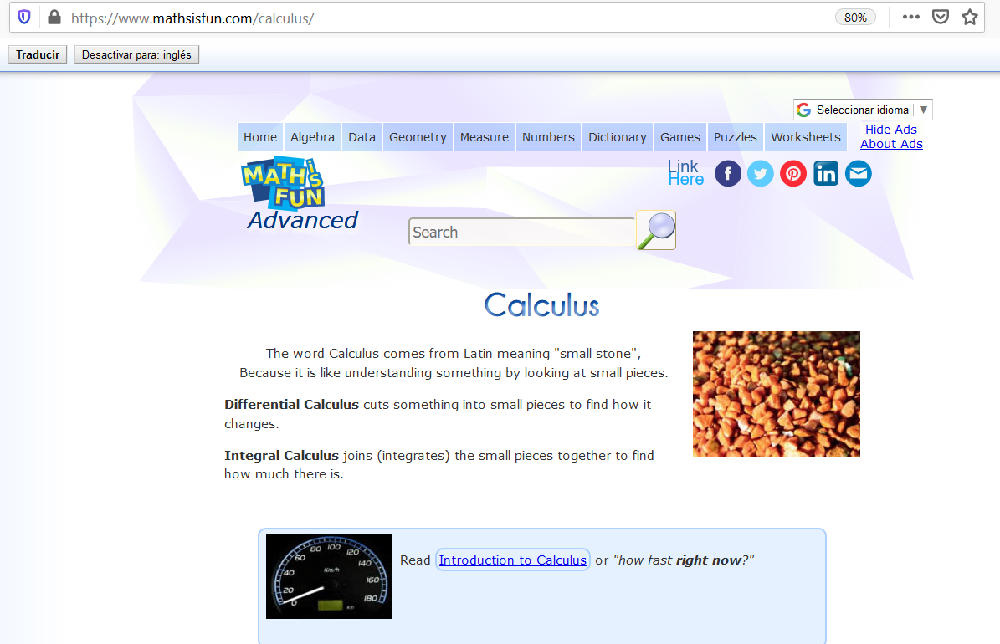 https://www.mathsisfun.com/calculus/
80%
Traducir
Desactivar para: inglés
Seleccionar idioma
Home Algebra Data Geometry Measure Numbers Dictionary Games Puzzles Worksheets
Hide Ads
About Ads
MATH is FUN
Advanced
Link
Here
Search
Calculus
The word Calculus comes from Latin meaning "small stone",
Because it is like understanding something by looking at small pieces.
Differential Calculus cuts something into small pieces to find how it
changes.
Integral Calculus joins (integrates) the small pieces together to find
how much there is.
0 20 40 60 80 100 120 140 160 180
Km/h
Km
Read Introduction to Calculus or "how fast right now?"